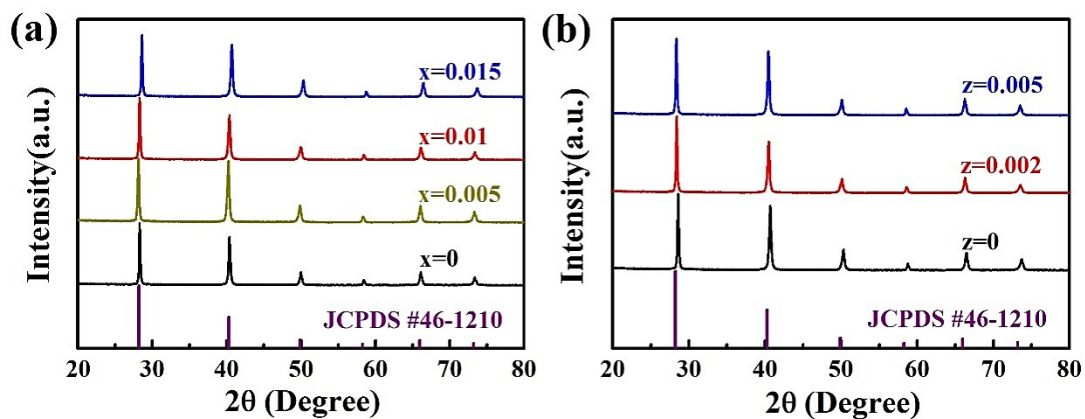 (a)
Intensity(a.u.)
x=0.015
x=0.01
x=0.005
x=0
JCPDS #46-1210
20 30 40 50 60 70 80
2θ (Degree)
(b)
Intensity(a.u.)
z=0.005
z=0.002
z=0
JCPDS #46-1210
20 30 40 50 60 70 80
2θ (Degree)